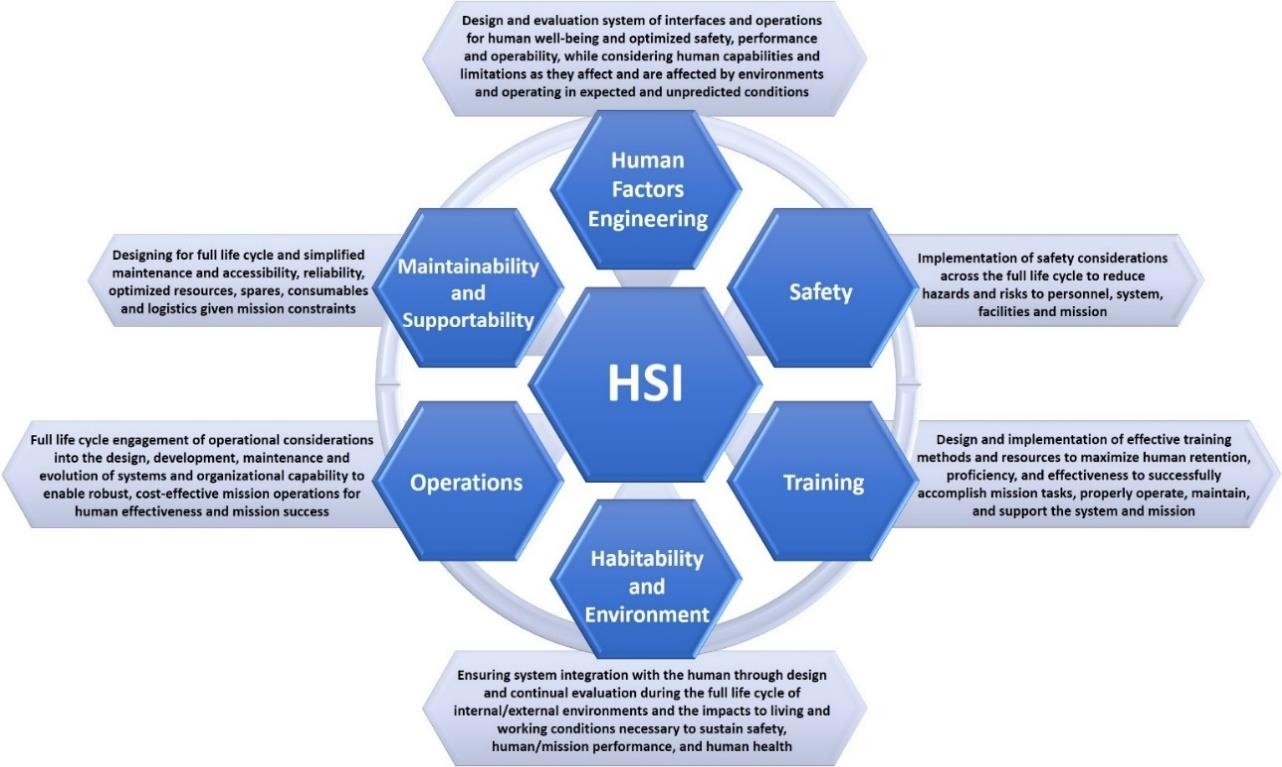 Design and evaluation system of interfaces and operations
for human well-being and optimized safety, performance
and operability, while considering human capabilities and
limitations as they affect and are affected by environments
and operating in expected and unpredicted conditions
Human
Factors
Engineering
Designing for full life cycle and simplified
maintenance and accessibility, reliability,
optimized resources, spares, consumables
and logistics given mission constraints
Maintainability
and
Supportability
Safety
Implementation of safety considerations
across the full life cycle to reduce
hazards and risks to personnel, system,
facilities and mission
HSI
Full life cycle engagement of operational considerations
into the design, development, maintenance and
evolution of systems and organizational capability to
enable robust, cost-effective mission operations for
human effectiveness and mission success
Operations
Training
Design and implementation of effective training
methods and resources to maximize human retention,
proficiency, and effectiveness to successfully
accomplish mission tasks, properly operate, maintain,
and support the system and mission
Habitability
and
Environment
Ensuring system integration with the human through design
and continual evaluation during the full life cycle of
internal/external environments and the impacts to living and
working conditions necessary to sustain safety,
human/mission performance, and human health